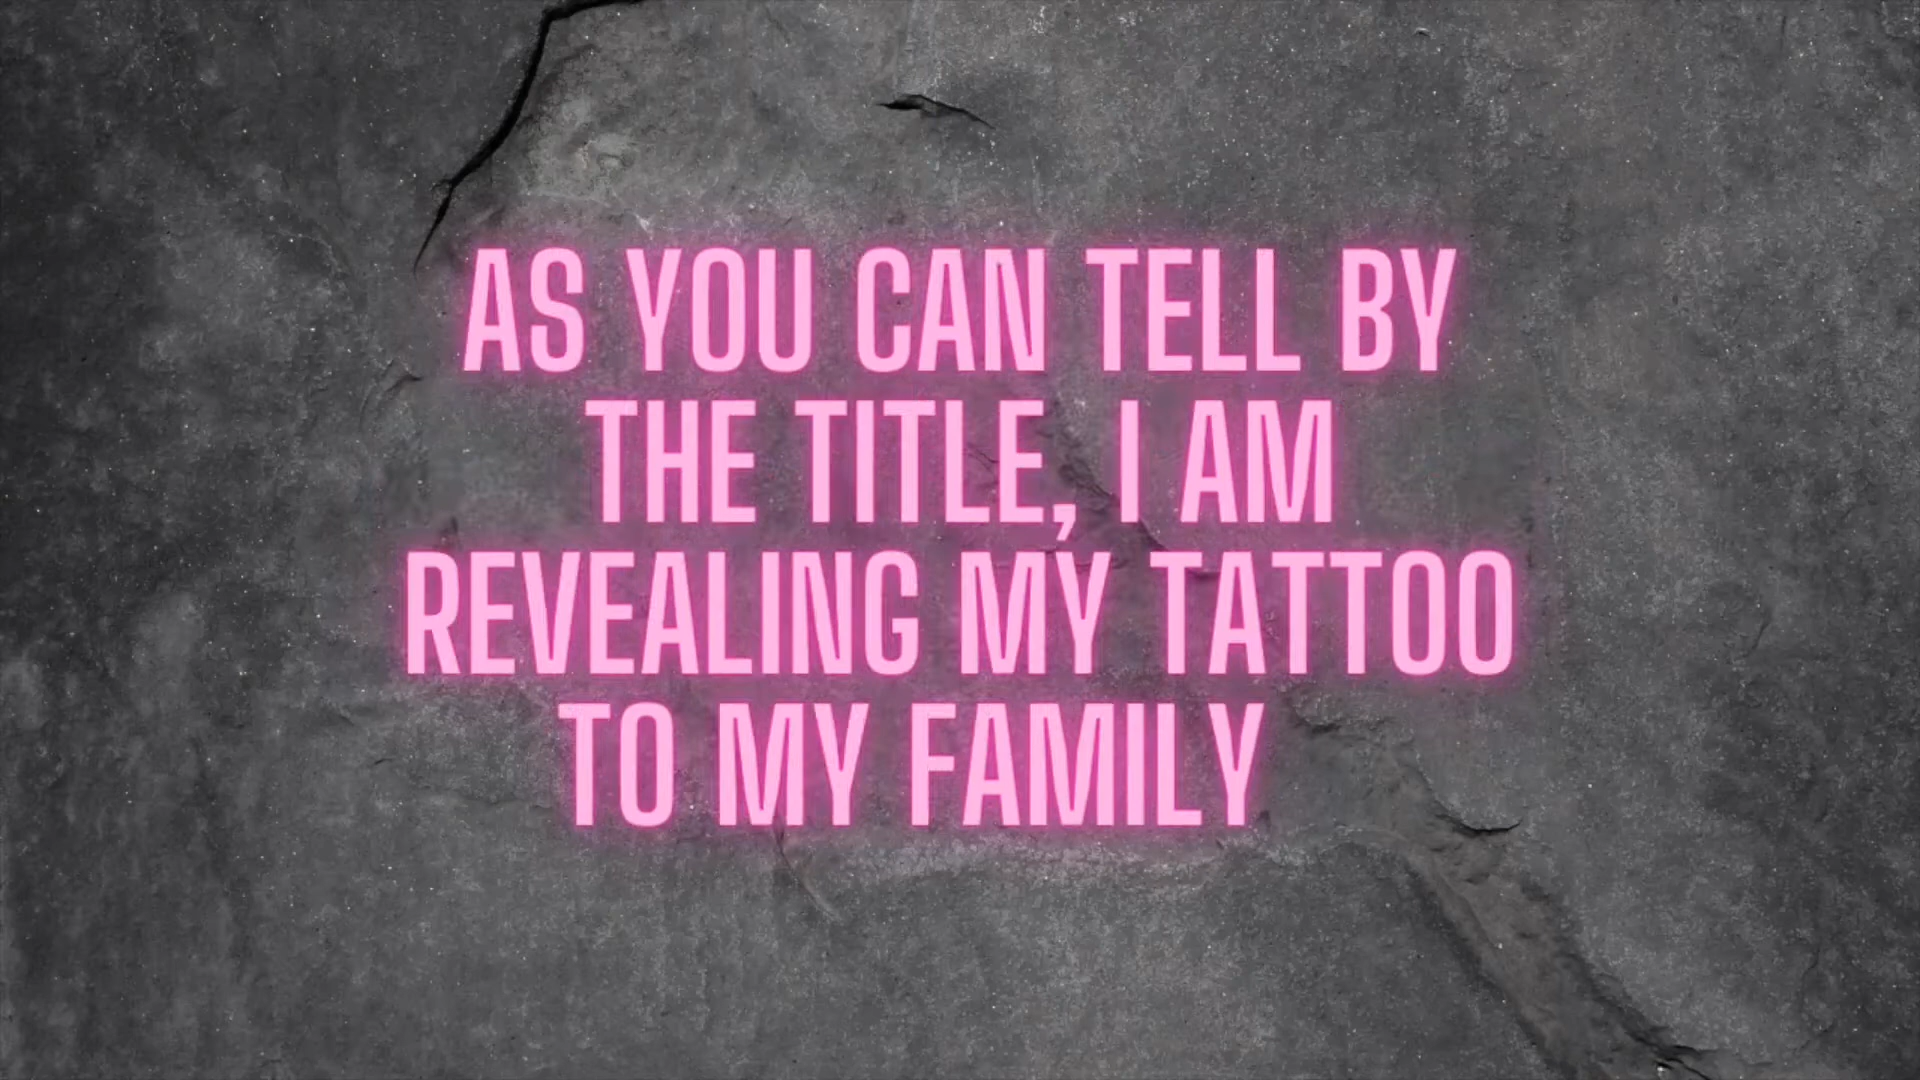 AS YOU CAN TELL BY
THE TITLE, I AM
REVEALING MY TATTOO
TO MY FAMILY